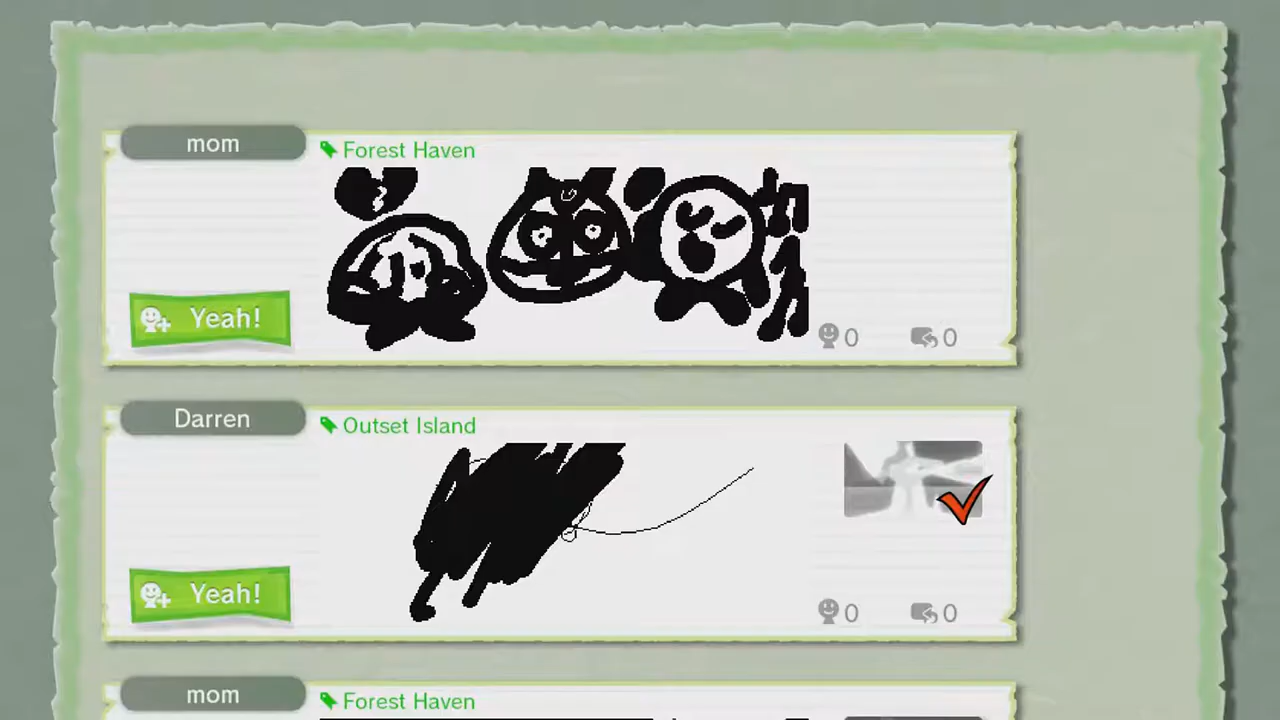 mom
Forest Haven
Yeah!
0
0
Darren
Outset Island
Yeah!
0
0
mom
Forest Haven